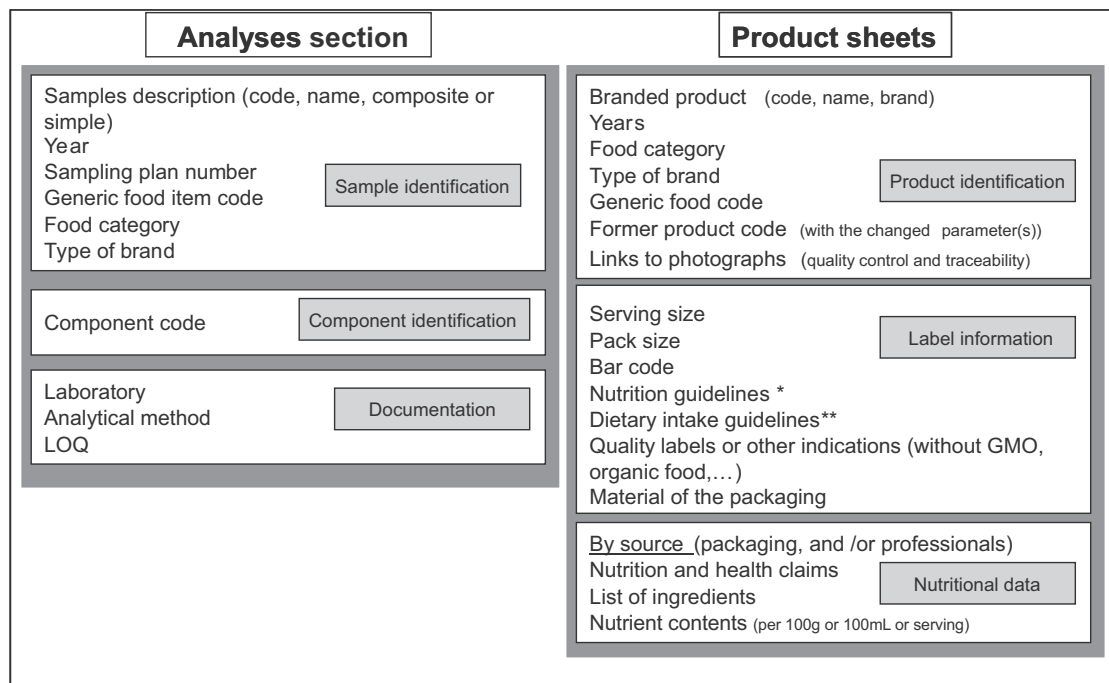 Analyses section
Samples description (code, name, composite or
simple)
Year
Sampling plan number
Generic food item code
Food category
Type of brand
Sample identification
Component code
Component identification
Laboratory
Analytical method
LOQ
Documentation
Product sheets
Branded product (code, name, brand)
Years
Food category
Type of brand
Generic food code
Former product code (with the changed parameter(s))
Links to photographs (quality control and traceability)
Product identification
Serving size
Pack size
Bar code
Nutrition guidelines *
Dietary intake guidelines**
Quality labels or other indications (without GMO,
organic food,…)
Material of the packaging
Label information
By source (packaging, and /or professionals)
Nutrition and health claims
List of ingredients
Nutrient contents (per 100g or 100mL or serving)
Nutritional data